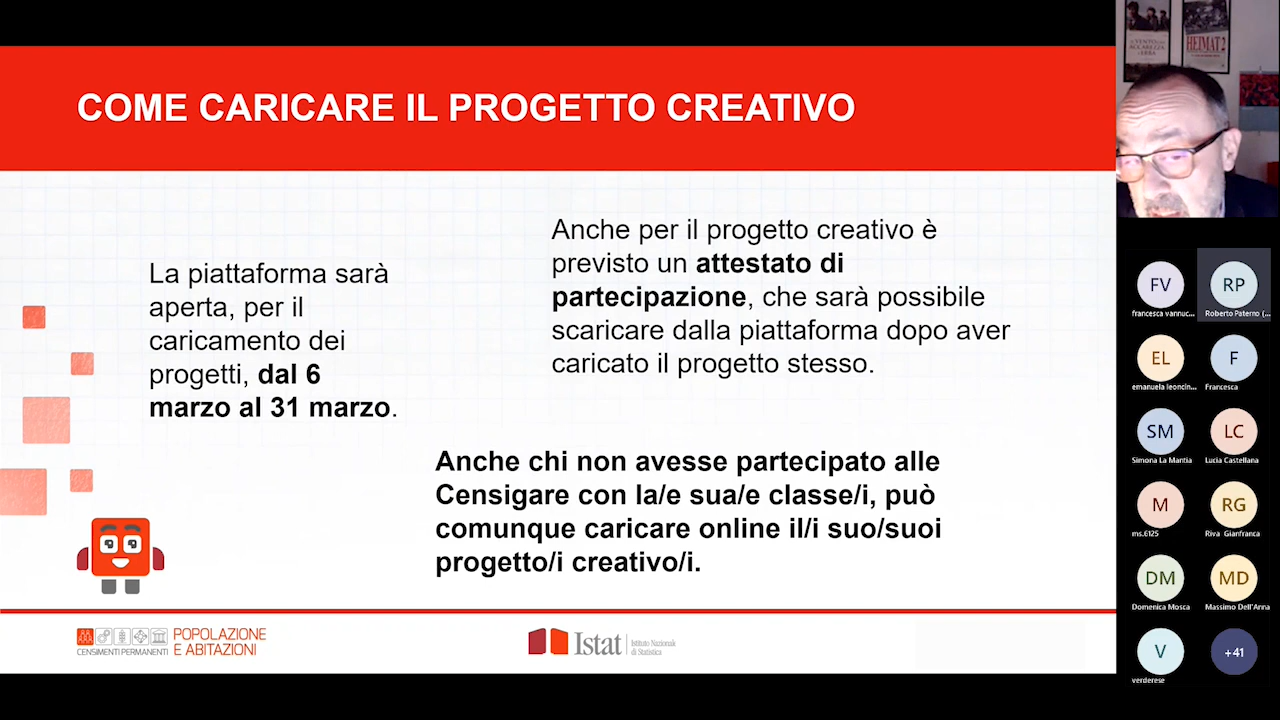 COME CARICARE IL PROGETTO CREATIVO
La piattaforma sarà
aperta, per il
caricamento dei
progetti, dal 6
marzo al 31 marzo.
Anche per il progetto creativo è
previsto un attestato di
partecipazione, che sarà possibile
scaricare dalla piattaforma dopo aver
caricato il progetto stesso.
Anche chi non avesse partecipato alle
Censigare con la/e sua/e classe/i, può
comunque caricare online il/i suo/suoi
progetto/i creativo/i.
CENSIMENTI PERMANENTI
POPOLAZIONE
E ABITAZIONI
Istat
Istituto Nazionale
di Statistica
HEIMAT 2
FV
francesca vannuc...
RP
Roberto Paterno (...
EL
emanuela leoncin...
F
Francesca
SM
Simona La Mantia
LC
Lucia Castellana
M
ms.6125
RG
Riva Gianfranca
DM
Domenica Mosca
MD
Massimo Dell'Anna
V
verderese
+41